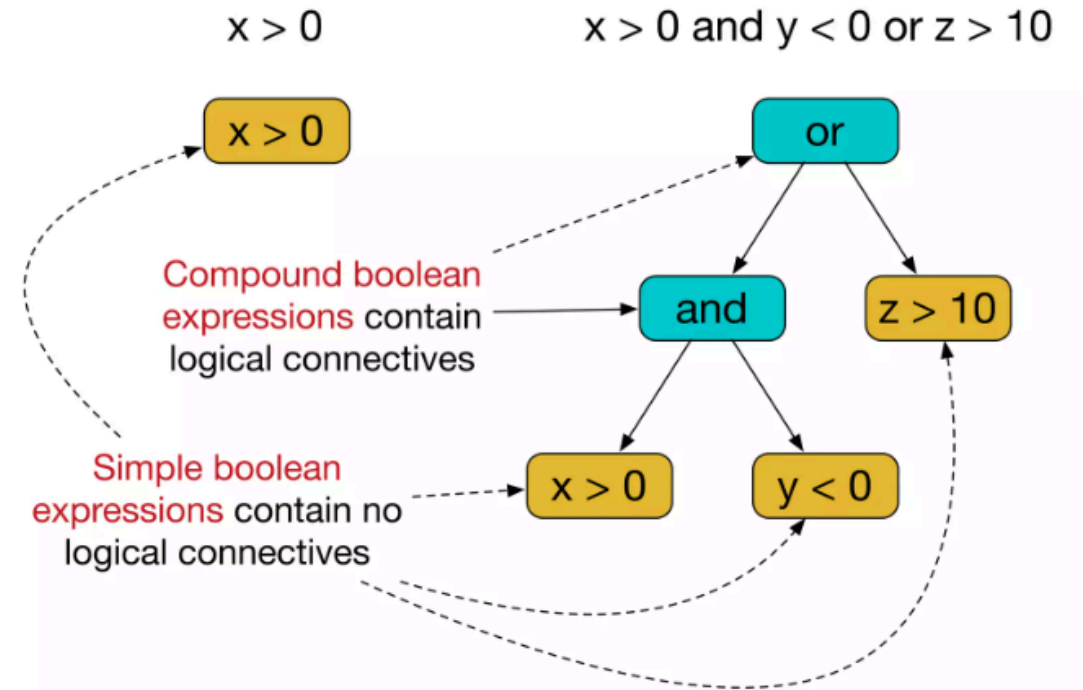 x > 0
x > 0 and y < 0 or z > 10
x > 0
or
Compound boolean
expressions contain
logical connectives
and
z > 10
Simple boolean
expressions contain no
logical connectives
x > 0
y < 0